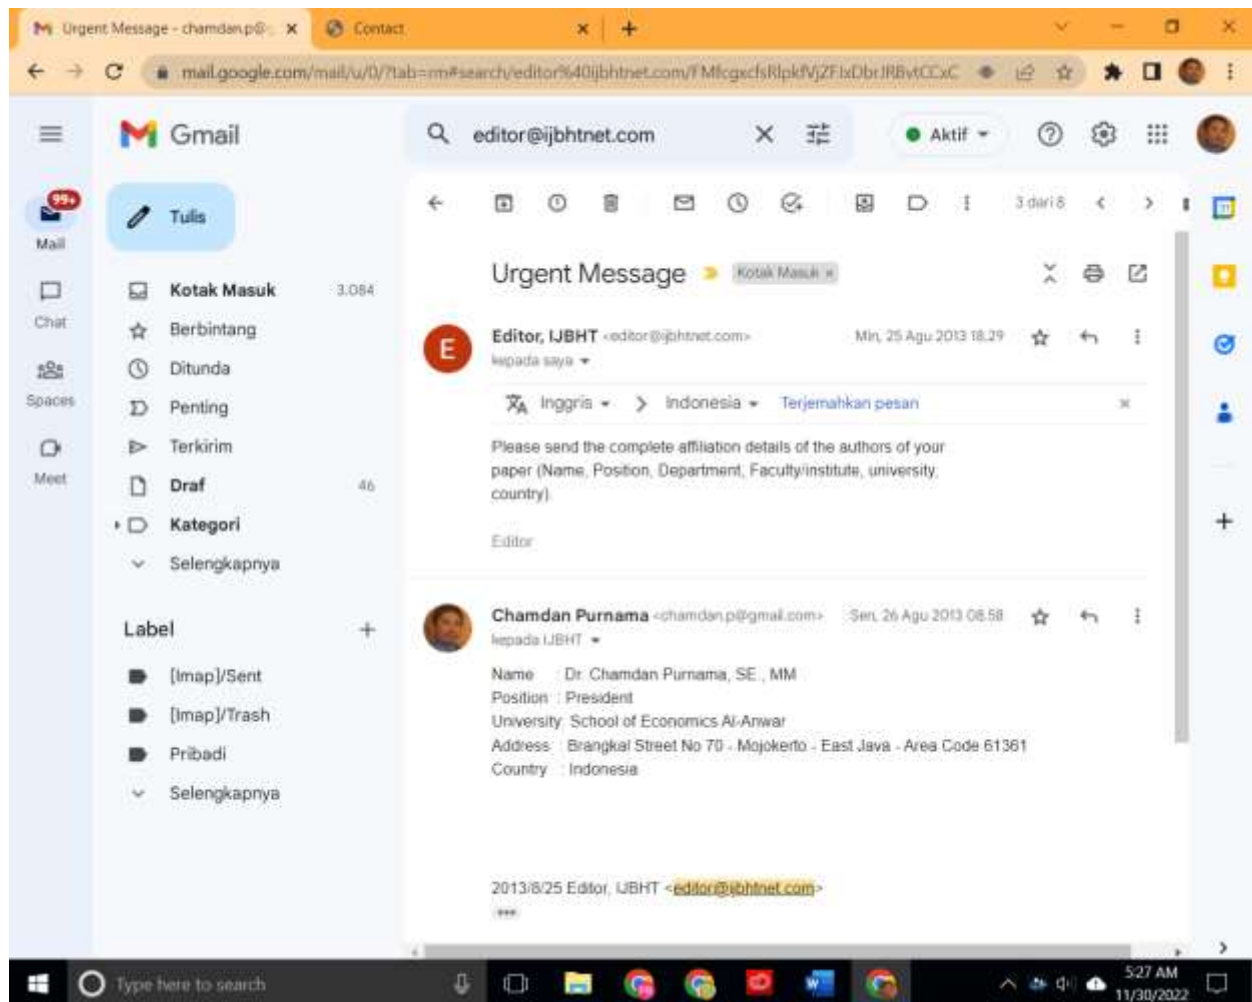 Urgent Message - chamdan.p@
Contact
mail.google.com/mail/u/0/?tab=rm#search/editor%40ijbhtnet.com/
Gmail
editor@ijbhtnet.com
Aktif
99+
Mail
Chat
Spaces
Meet
Tulis
Kotak Masuk 3.084
Berbintang
Ditunda
Penting
Terkirim
Draf 46
Kategori
Selengkapnya
Label
[Imap]/Sent
[Imap]/Trash
Pribadi
Selengkapnya
3 dari 8
Urgent Message
Kotak Masuk ×
E
Editor, IJBHT <editor@ijbhtnet.com>
Min, 25 Agu 2013 18.29
kepada saya
Inggris > Indonesia Terjemahkan pesan
Please send the complete affiliation details of the authors of your
paper (Name, Position, Department, Faculty/institute, university,
country).
Editor
Chamdan Purnama <chamdan.p@gmail.com>
Sen, 26 Agu 2013 08.58
kepada IJBHT
Name : Dr. Chamdan Purnama, SE., MM
Position : President
University: School of Economics Al-Anwar
Address : Brangkal Street No 70 - Mojokerto - East Java - Area Code 61361
Country : Indonesia
2013/8/25 Editor, IJBHT <editor@ijbhtnet.com>
Type here to search
5:27 AM
11/30/2022